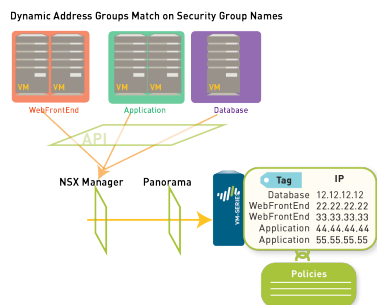 Dynamic Address Groups Match on Security Group Names
VM VM VM VM VM
WebFrontEnd Application Database
API
NSX Manager Panorama
VM-SERIES
Tag IP
Database 12.12.12.12
WebFrontEnd 22.22.22.22
WebFrontEnd 33.33.33.33
Application 44.44.44.44
Application 55.55.55.55
Policies